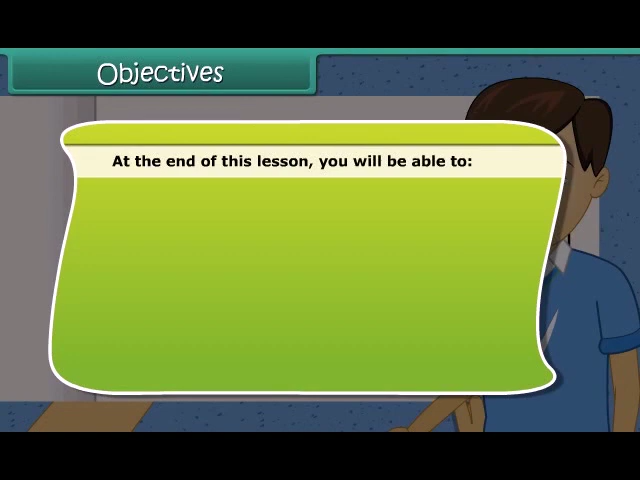 Objectives
At the end of this lesson, you will be able to: